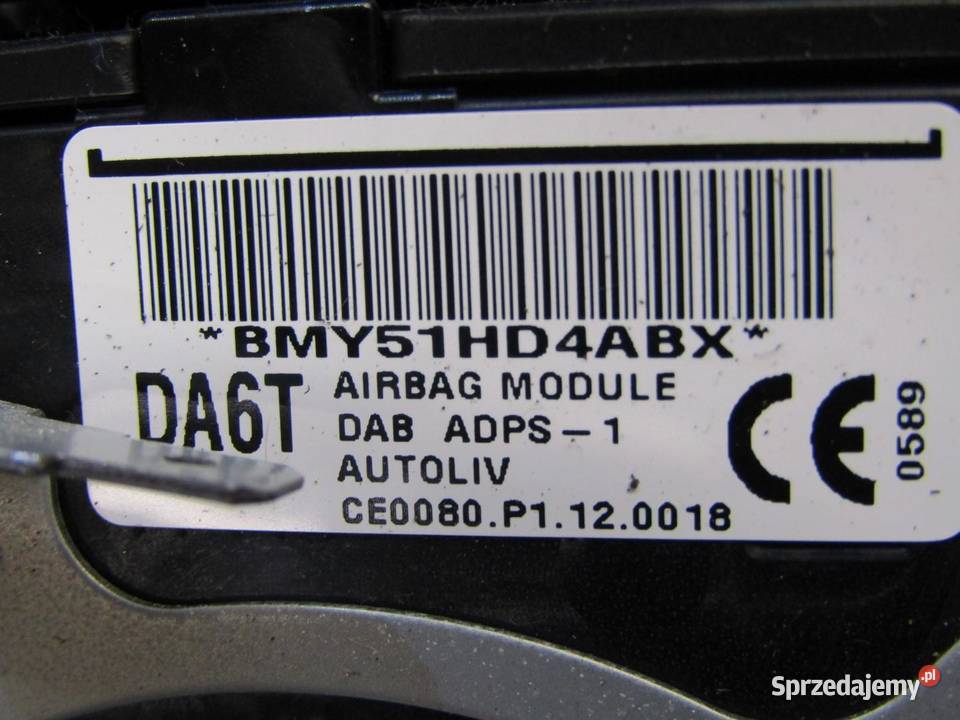 *BMY51HD4ABX*
DA6T
AIRBAG MODULE
DAB ADPS-1
AUTOLIV
CE0080.P1.12.0018
CE
0589
Sprzedajemy.pl